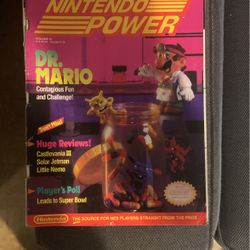 NINTENDO
POWER
DR.
MARIO
Contagious Fun
and Challenge!
Huge Reviews!
Castlevania III
Solar Jetman
Little Nemo
Player's Poll
Leads to Super Bowl
Nintendo
THE SOURCE FOR NES PLAYERS STRAIGHT FROM THE PROS